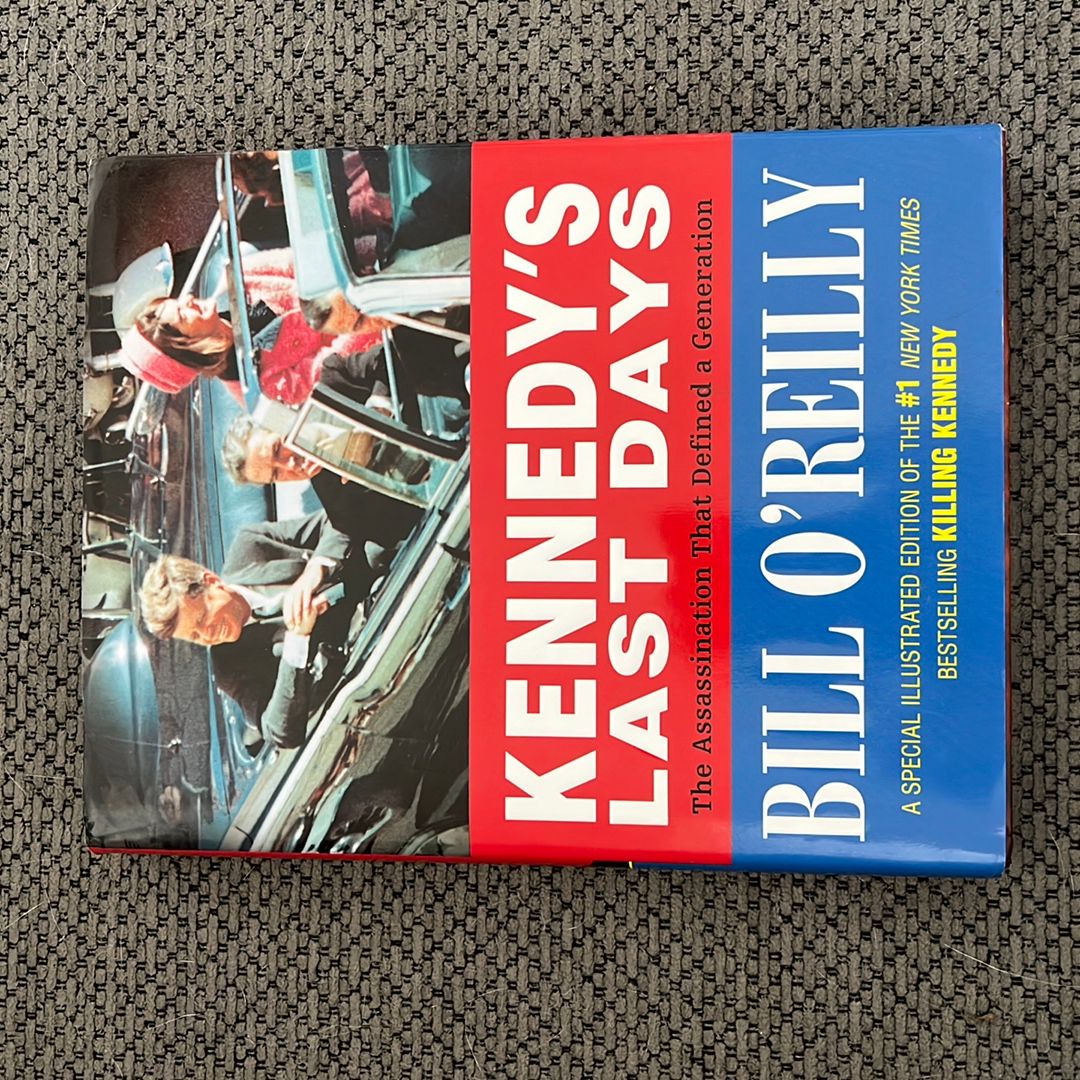 KENNEDY'S
LAST DAYS
The Assassination That Defined a Generation
BILL O'REILLY
A SPECIAL ILLUSTRATED EDITION OF THE #1 NEW YORK TIMES
BESTSELLING KILLING KENNEDY